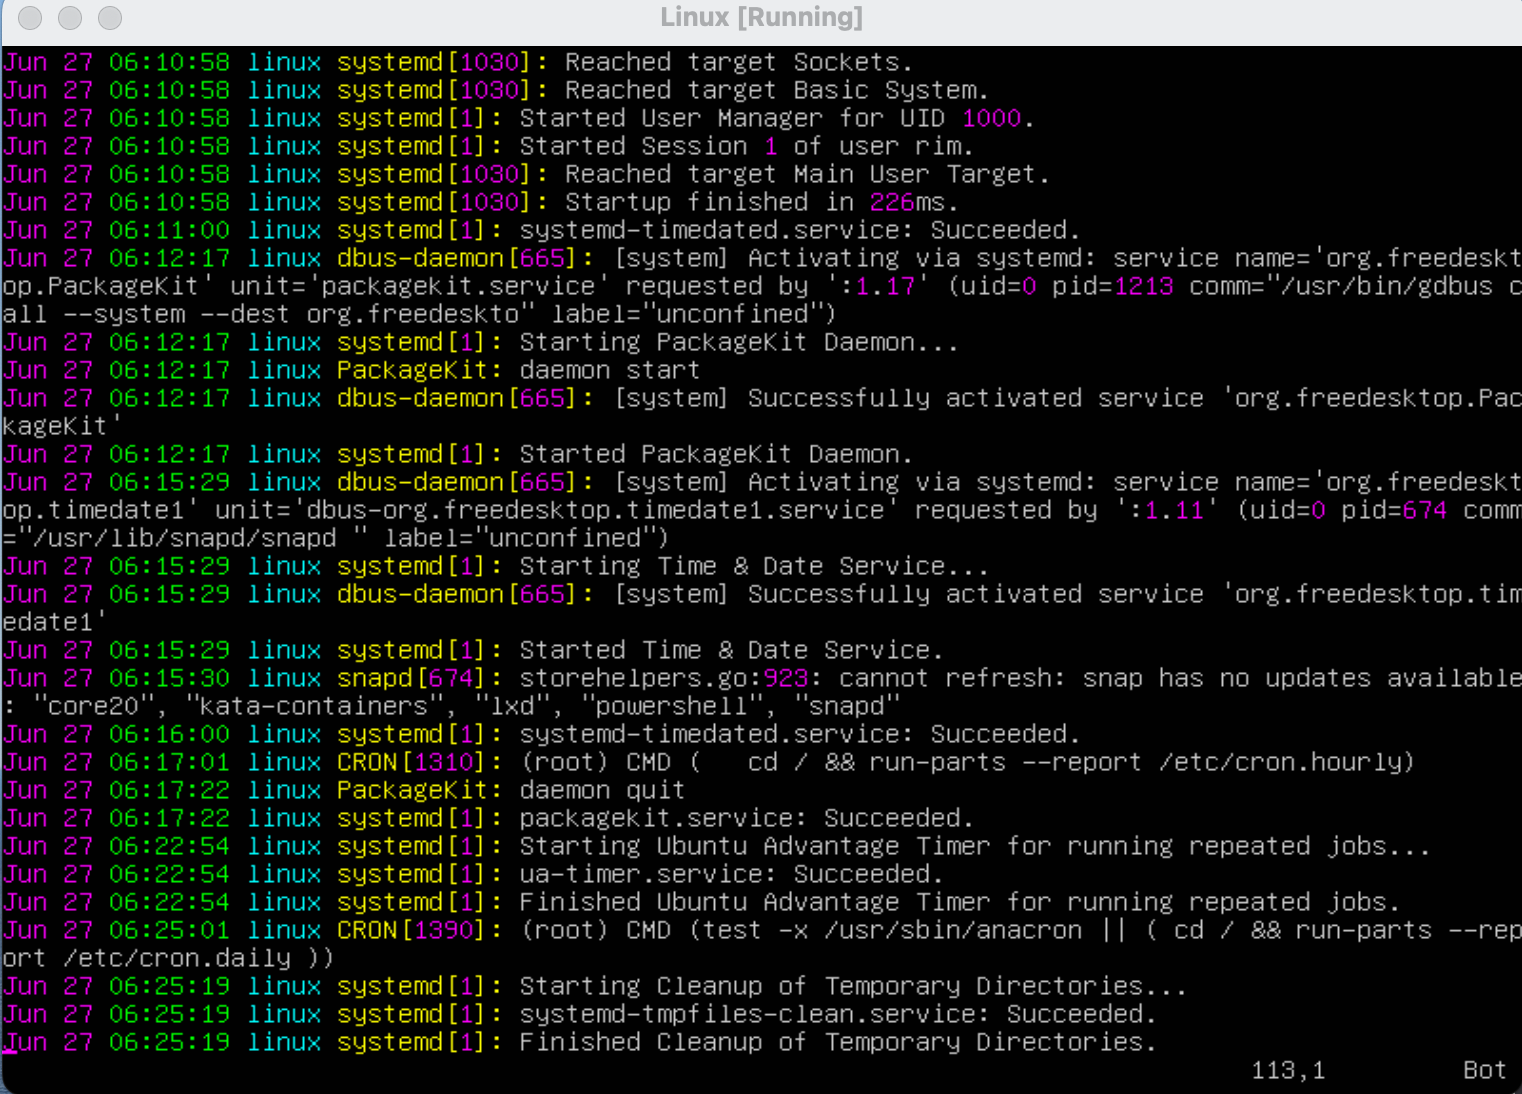 Linux [Running]
Jun 27 06:10:58 linux systemd[1030]: Reached target Sockets.
Jun 27 06:10:58 linux systemd[1030]: Reached target Basic System.
Jun 27 06:10:58 linux systemd[1]: Started User Manager for UID 1000.
Jun 27 06:10:58 linux systemd[1]: Started Session 1 of user rim.
Jun 27 06:10:58 linux systemd[1030]: Reached target Main User Target.
Jun 27 06:10:58 linux systemd[1030]: Startup finished in 226ms.
Jun 27 06:11:00 linux systemd[1]: systemd-timedated.service: Succeeded.
Jun 27 06:12:17 linux dbus-daemon[665]: [system] Activating via systemd: service name='org.freedeskt
op.PackageKit' unit='packagekit.service' requested by ':1.17' (uid=0 pid=1213 comm="/usr/bin/gdbus c
all --system --dest org.freedeskto" label="unconfined")
Jun 27 06:12:17 linux systemd[1]: Starting PackageKit Daemon...
Jun 27 06:12:17 linux PackageKit: daemon start
Jun 27 06:12:17 linux dbus-daemon[665]: [system] Successfully activated service 'org.freedesktop.Pac
kageKit'
Jun 27 06:12:17 linux systemd[1]: Started PackageKit Daemon.
Jun 27 06:15:29 linux dbus-daemon[665]: [system] Activating via systemd: service name='org.freedeskt
op.timedate1' unit='dbus-org.freedesktop.timedate1.service' requested by ':1.11' (uid=0 pid=674 comm
="/usr/lib/snapd/snapd " label="unconfined")
Jun 27 06:15:29 linux systemd[1]: Starting Time & Date Service...
Jun 27 06:15:29 linux dbus-daemon[665]: [system] Successfully activated service 'org.freedesktop.tim
edate1'
Jun 27 06:15:29 linux systemd[1]: Started Time & Date Service.
Jun 27 06:15:30 linux snapd[674]: storehelpers.go:923: cannot refresh: snap has no updates available
: "core20", "kata-containers", "lxd", "powershell", "snapd"
Jun 27 06:16:00 linux systemd[1]: systemd-timedated.service: Succeeded.
Jun 27 06:17:01 linux CRON[1310]: (root) CMD (   cd / && run-parts --report /etc/cron.hourly)
Jun 27 06:17:22 linux PackageKit: daemon quit
Jun 27 06:17:22 linux systemd[1]: packagekit.service: Succeeded.
Jun 27 06:22:54 linux systemd[1]: Starting Ubuntu Advantage Timer for running repeated jobs...
Jun 27 06:22:54 linux systemd[1]: ua-timer.service: Succeeded.
Jun 27 06:22:54 linux systemd[1]: Finished Ubuntu Advantage Timer for running repeated jobs.
Jun 27 06:25:01 linux CRON[1390]: (root) CMD (test -x /usr/sbin/anacron || ( cd / && run-parts --rep
ort /etc/cron.daily ))
Jun 27 06:25:19 linux systemd[1]: Starting Cleanup of Temporary Directories...
Jun 27 06:25:19 linux systemd[1]: systemd-tmpfiles-clean.service: Succeeded.
Jun 27 06:25:19 linux systemd[1]: Finished Cleanup of Temporary Directories.
113,1 Bot